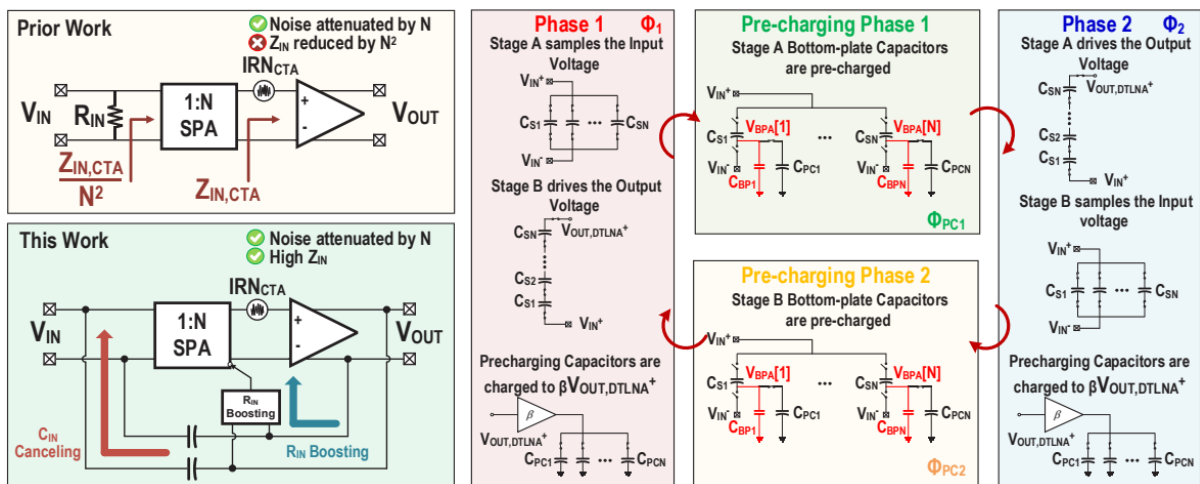 Prior Work
Noise attenuated by N
Z_IN reduced by N²
IRN_CTA
V_IN
R_IN
1:N
SPA
+
-
V_OUT
Z_IN,CTA
N²
Z_IN,CTA
This Work
Noise attenuated by N
High Z_IN
IRN_CTA
V_IN
1:N
SPA
+
-
V_OUT
R_IN
Boosting
C_IN
Canceling
R_IN Boosting
Phase 1 Φ₁
Stage A samples the Input
Voltage
V_IN⁺
C_S1 ··· C_SN
V_IN⁻
Stage B drives the Output
Voltage
C_SN V_OUT,DTLNA⁺
C_S2
C_S1
V_IN⁺
Precharging Capacitors are
charged to βV_OUT,DTLNA⁺
β
V_OUT,DTLNA⁺
C_PC1 ··· C_PCN
Pre-charging Phase 1
Stage A Bottom-plate Capacitors
are pre-charged
V_IN⁺
C_S1 V_BPA[1] ··· C_SN V_BPA[N]
V_IN⁻ C_PC1 V_IN⁻ C_PCN
C_BP1 C_BPN
Φ_PC1
Pre-charging Phase 2
Stage B Bottom-plate Capacitors
are pre-charged
V_IN⁺
C_S1 V_BPA[1] ··· C_SN V_BPA[N]
V_IN⁻ C_PC1 V_IN⁻ C_PCN
C_BP1 C_BPN
Φ_PC2
Phase 2 Φ₂
Stage A drives the Output
Voltage
C_SN V_OUT,DTLNA⁺
C_S2
C_S1
V_IN⁺
Stage B samples the Input
voltage
V_IN⁺
C_S1 ··· C_SN
V_IN⁻
Precharging Capacitors are
charged to βV_OUT,DTLNA⁺
β
V_OUT,DTLNA⁺
C_PC1 ··· C_PCN